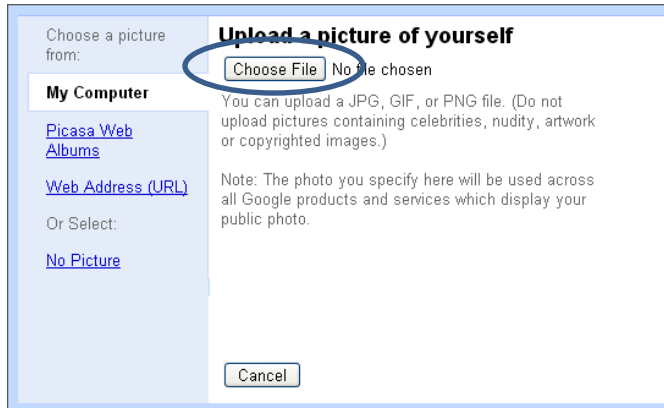 Choose a picture
from:
My Computer
Picasa Web
Albums
Web Address (URL)
Or Select:
No Picture
Upload a picture of yourself
Choose File No file chosen
You can upload a JPG, GIF, or PNG file. (Do not
upload pictures containing celebrities, nudity, artwork
or copyrighted images.)
Note: The photo you specify here will be used across
all Google products and services which display your
public photo.
Cancel